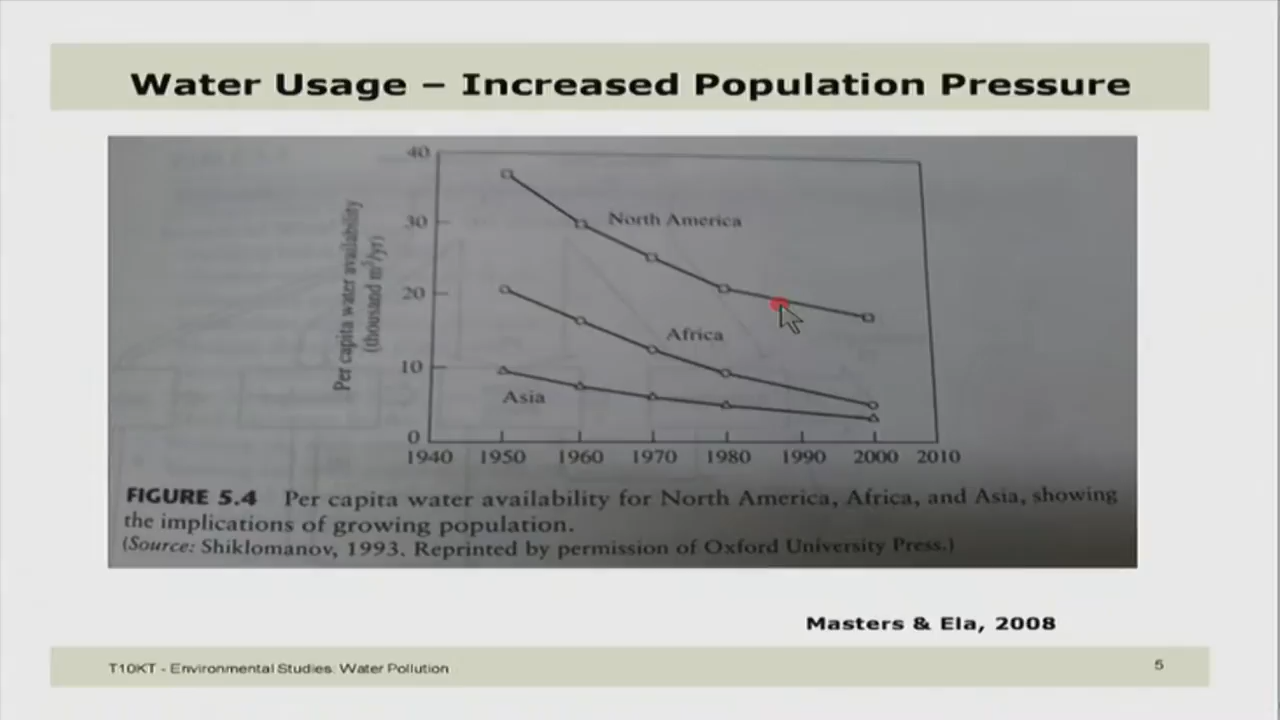 Water Usage – Increased Population Pressure
40
30
20
10
0
Per capita water availability
(thousand m³/yr)
North America
Africa
Asia
1940 1950 1960 1970 1980 1990 2000 2010
FIGURE 5.4 Per capita water availability for North America, Africa, and Asia, showing
the implications of growing population.
(Source: Shiklomanov, 1993. Reprinted by permission of Oxford University Press.)
Masters & Ela, 2008
T10KT - Environmental Studies: Water Pollution
5